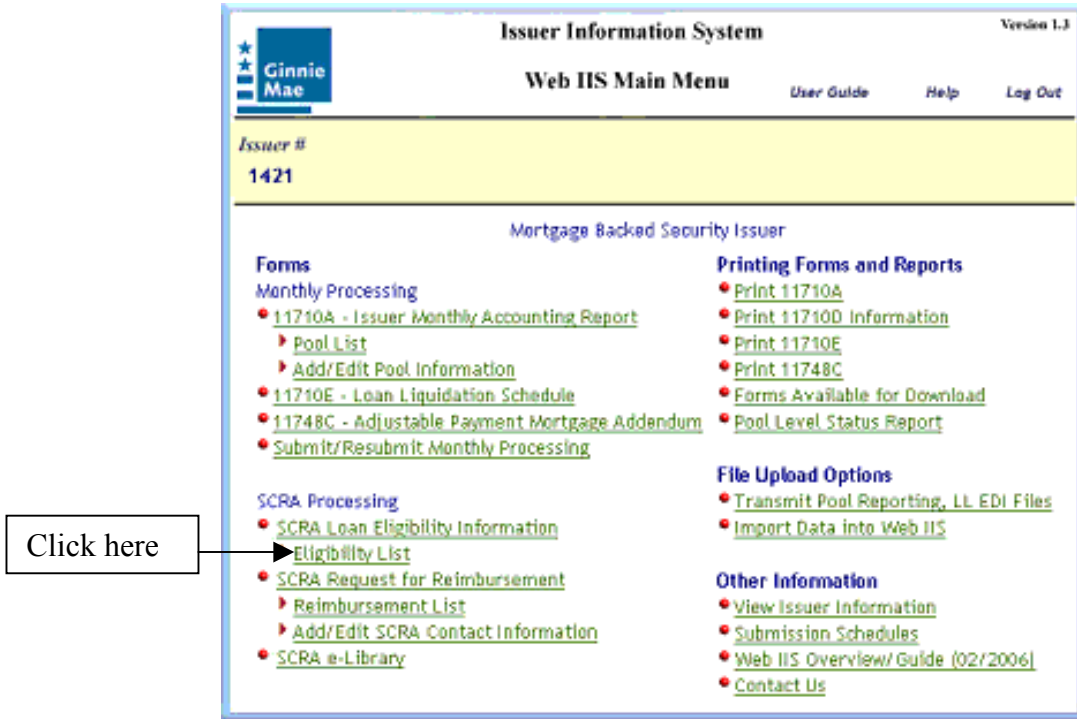 Issuer Information System
Version 1.3
Ginnie
Mae
Web IIS Main Menu
User Guide
Help
Log Out
Issuer #
1421
Mortgage Backed Security Issuer
Forms
Monthly Processing
11710A - Issuer Monthly Accounting Report
Pool List
Add/Edit Pool Information
11710E - Loan Liquidation Schedule
11748C - Adjustable Payment Mortgage Addendum
Submit/Resubmit Monthly Processing
SCRA Processing
SCRA Loan Eligibility Information
Click here
Eligibility List
SCRA Request for Reimbursement
Reimbursement List
Add/Edit SCRA Contact Information
SCRA e-Library
Printing Forms and Reports
Print 11710A
Print 11710D Information
Print 11710E
Print 11748C
Forms Available for Download
Pool Level Status Report
File Upload Options
Transmit Pool Reporting, LL EDI Files
Import Data into Web IIS
Other Information
View Issuer Information
Submission Schedules
Web IIS Overview/Guide (02/2006)
Contact Us